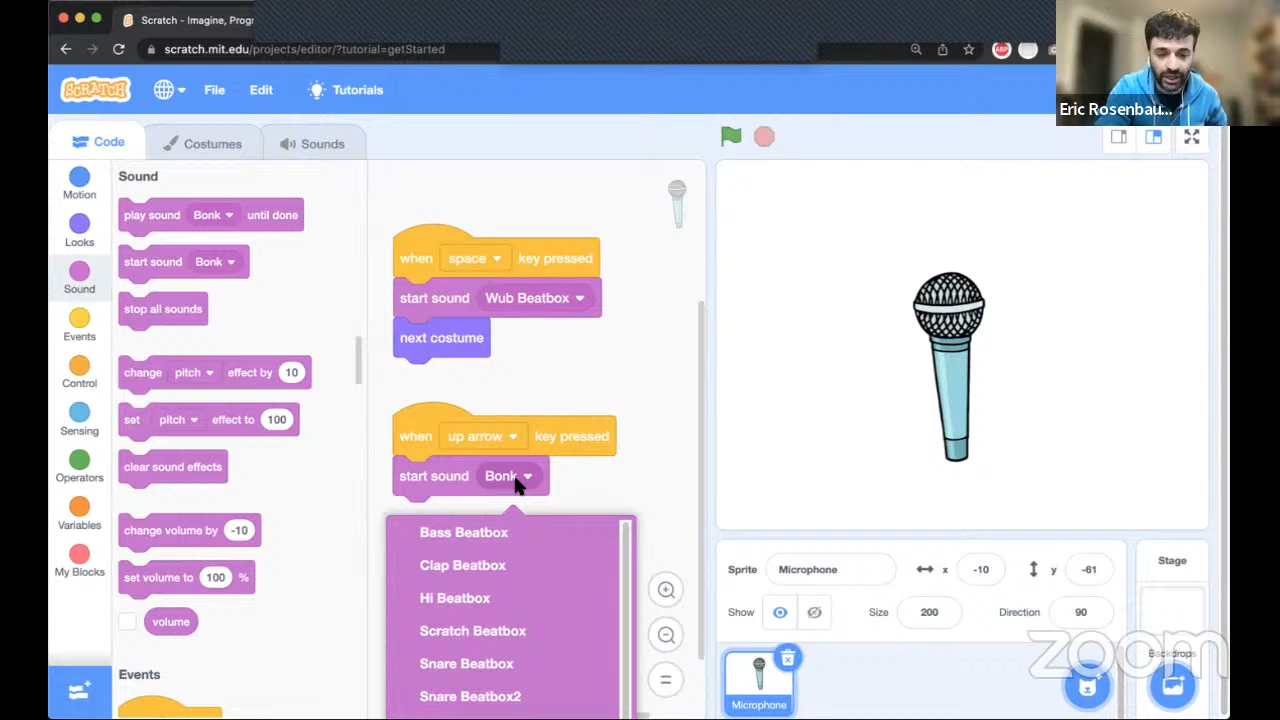 Scratch - Imagine, Progr
scratch.mit.edu/projects/editor/?tutorial=getStarted
ABP
Eric Rosenbau...
SCRATCH
File
Edit
Tutorials
Code
Costumes
Sounds
Motion
Looks
Sound
Events
Control
Sensing
Operators
Variables
My Blocks
Sound
play sound Bonk until done
start sound Bonk
stop all sounds
change pitch effect by 10
set pitch effect to 100
clear sound effects
change volume by -10
set volume to 100 %
volume
Events
when space key pressed
start sound Wub Beatbox
next costume
when up arrow key pressed
start sound Bonk
Bass Beatbox
Clap Beatbox
Hi Beatbox
Scratch Beatbox
Snare Beatbox
Snare Beatbox2
Sprite Microphone x -10 y -61
Show Size 200 Direction 90
Microphone
Stage
Backdrops
zoom